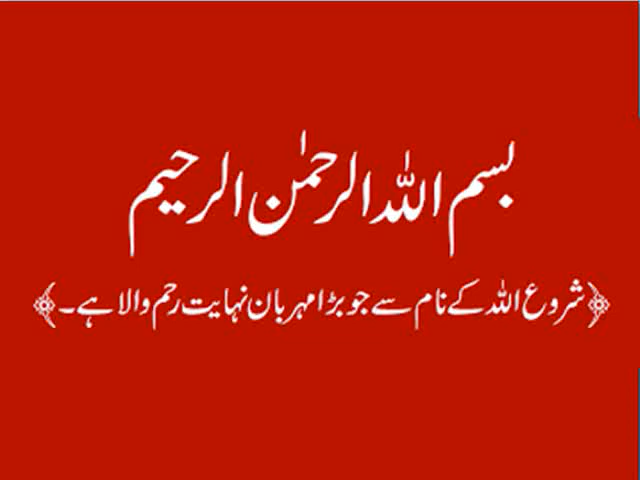 بسم اللہ الرحمٰن الرحیم
﴿شروع اللہ کے نام سے جو بڑا مہربان نہایت رحم والا ہے۔﴾